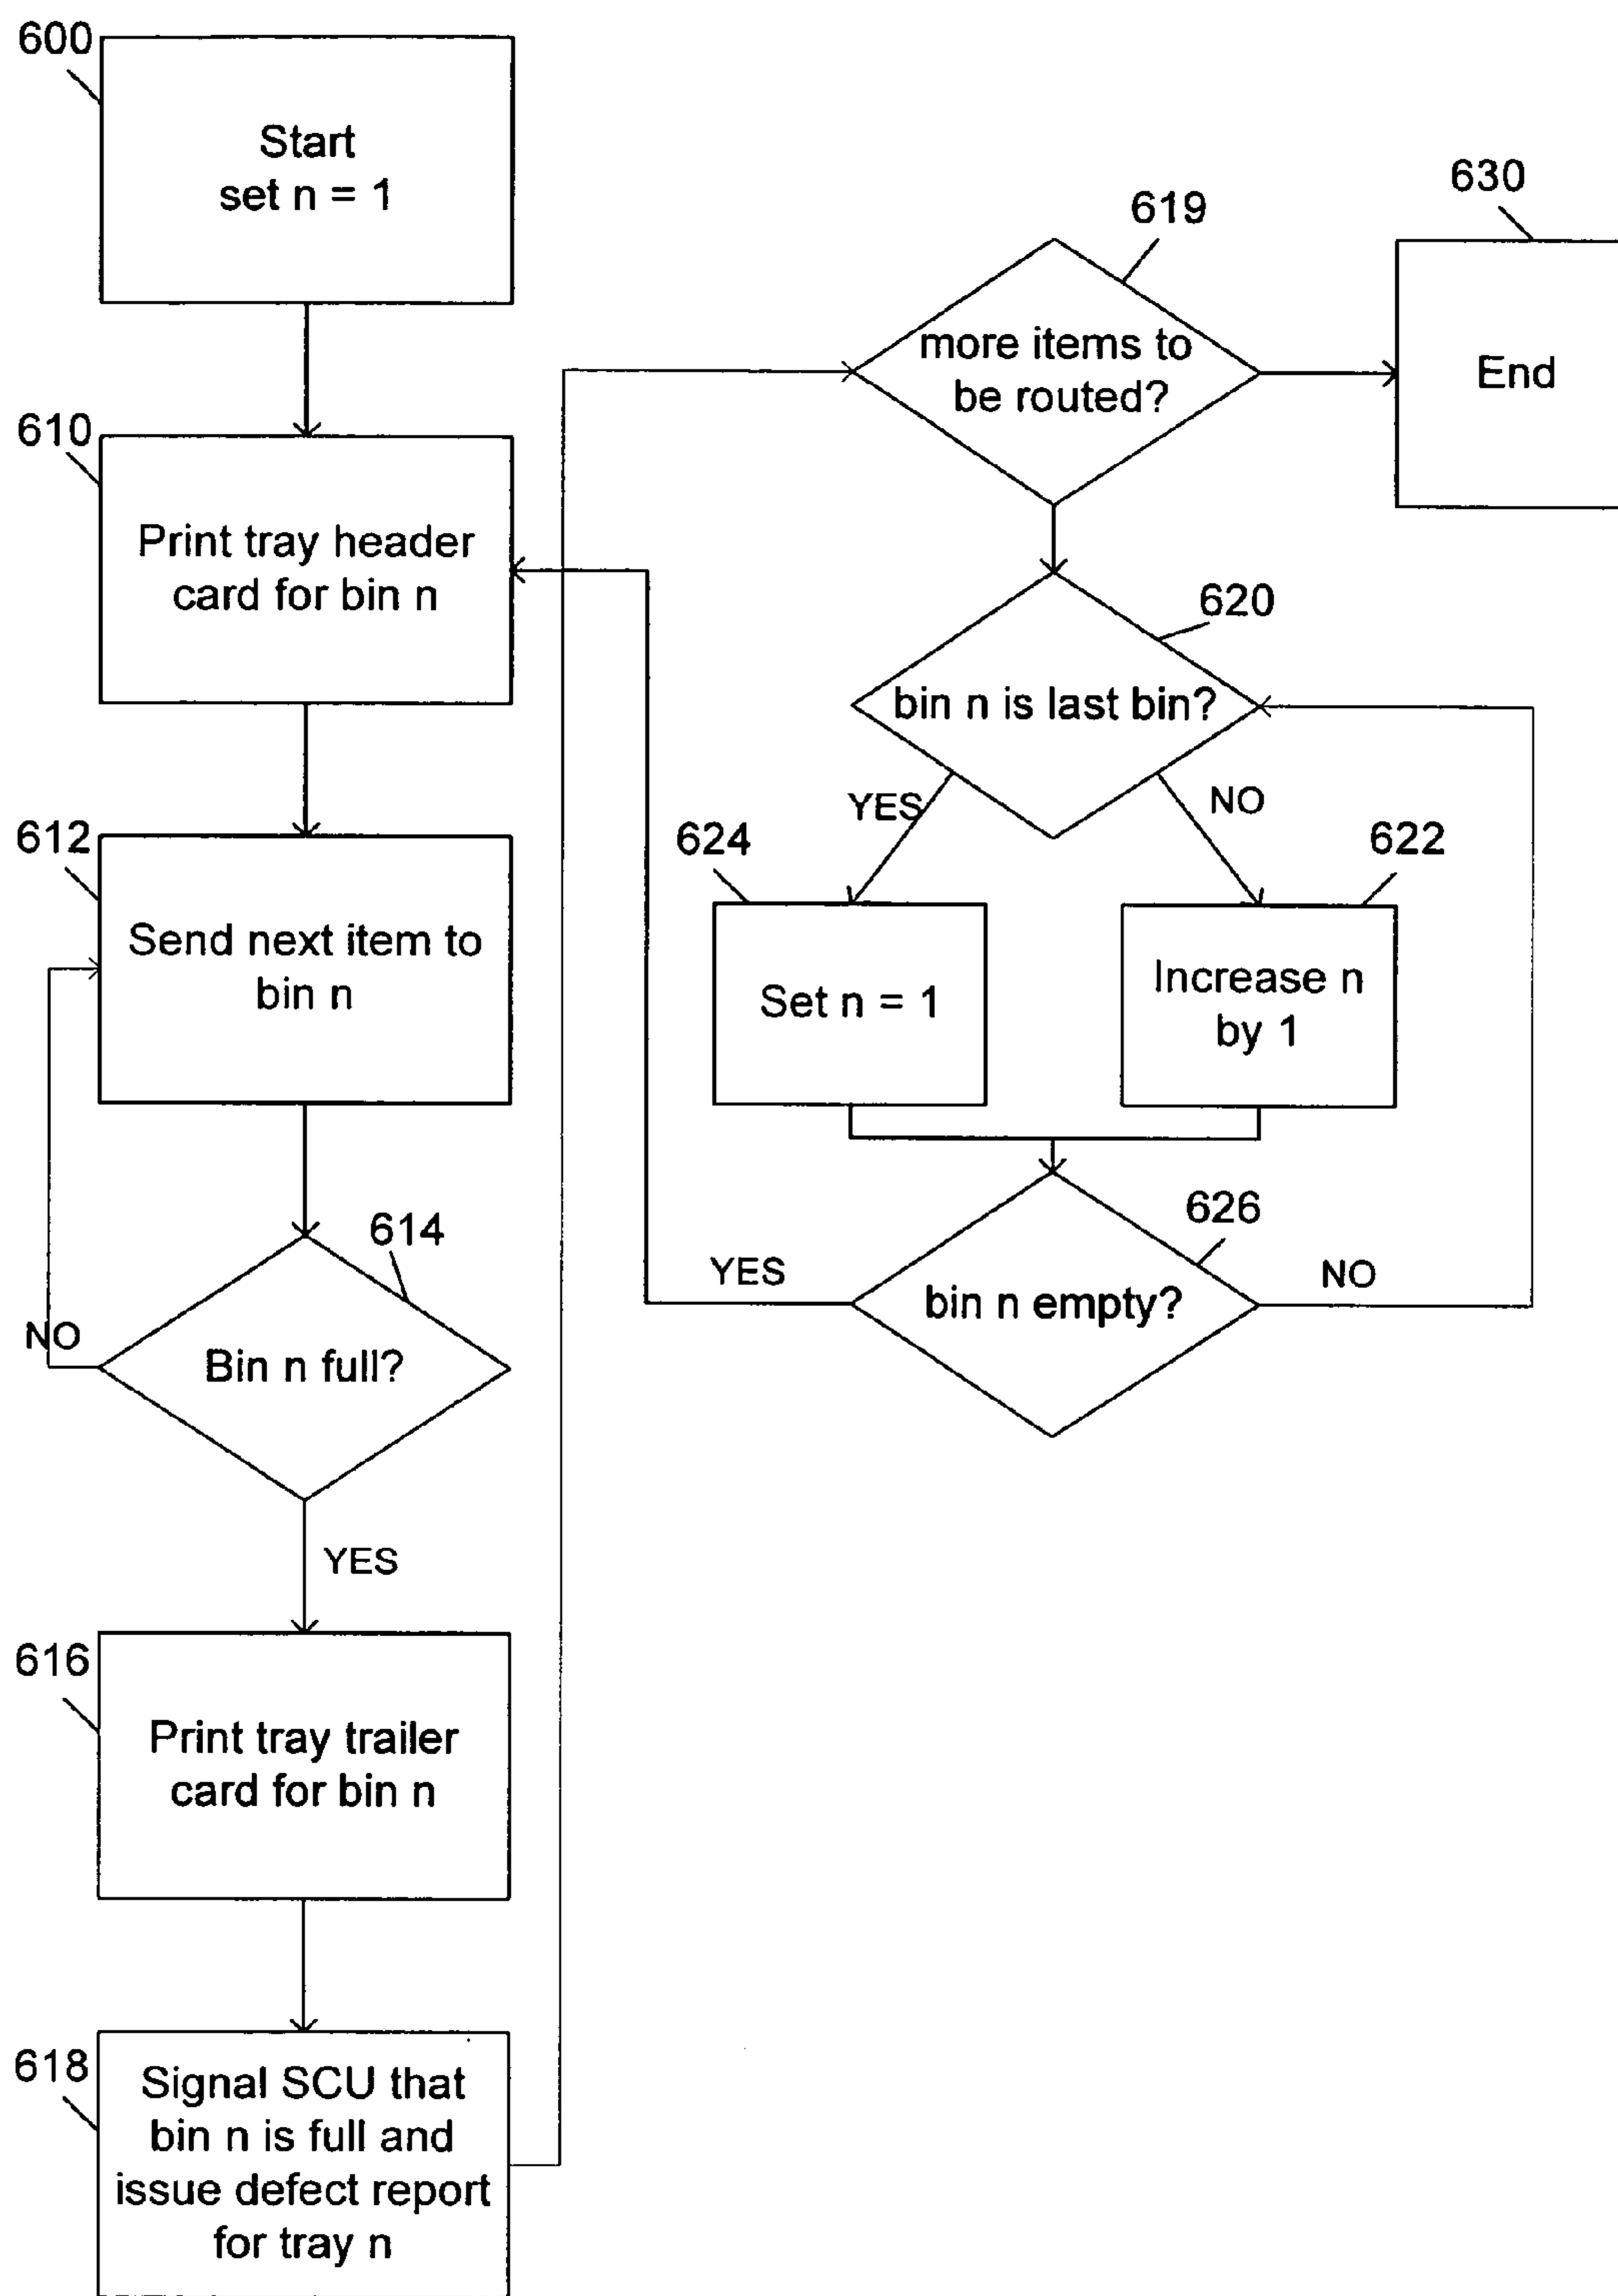 600
Start
set n = 1
610
Print tray header
card for bin n
612
Send next item to
bin n
614
Bin n full?
NO
YES
616
Print tray trailer
card for bin n
618
Signal SCU that
bin n is full and
issue defect report
for tray n
619
more items to
be routed?
630
End
620
bin n is last bin?
YES
NO
624
Set n = 1
622
Increase n
by 1
626
bin n empty?
YES
NO